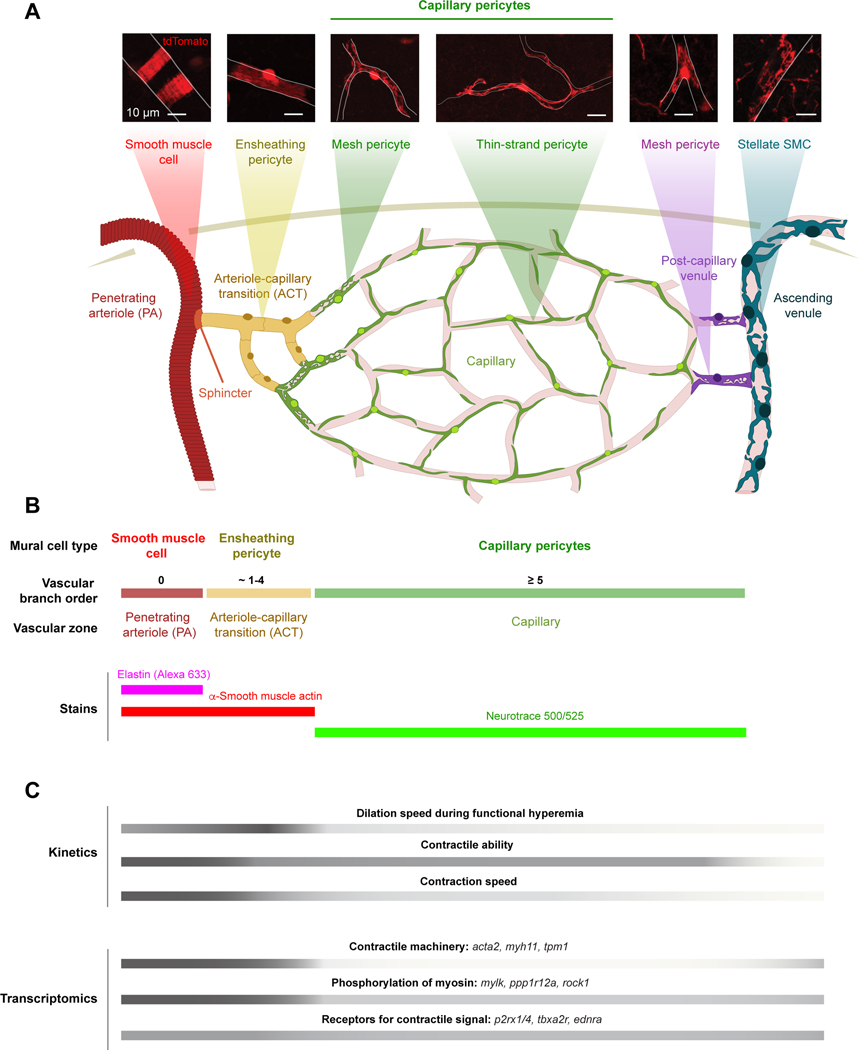 A
Capillary pericytes
tdTomato
10 μm
Smooth muscle
cell
Ensheathing
pericyte
Mesh pericyte
Thin-strand pericyte
Mesh pericyte
Stellate SMC
Penetrating
arteriole (PA)
Arteriole-capillary
transition (ACT)
Post-capillary
venule
Ascending
venule
Sphincter
Capillary
B
Mural cell type
Smooth muscle
cell
Ensheathing
pericyte
Capillary pericytes
Vascular
branch order
0
~ 1-4
≥ 5
Vascular zone
Penetrating
arteriole (PA)
Arteriole-capillary
transition (ACT)
Capillary
Stains
Elastin (Alexa 633)
α-Smooth muscle actin
Neurotrace 500/525
C
Kinetics
Dilation speed during functional hyperemia
Contractile ability
Contraction speed
Transcriptomics
Contractile machinery: acta2, myh11, tpm1
Phosphorylation of myosin: mylk, ppp1r12a, rock1
Receptors for contractile signal: p2rx1/4, tbxa2r, ednra